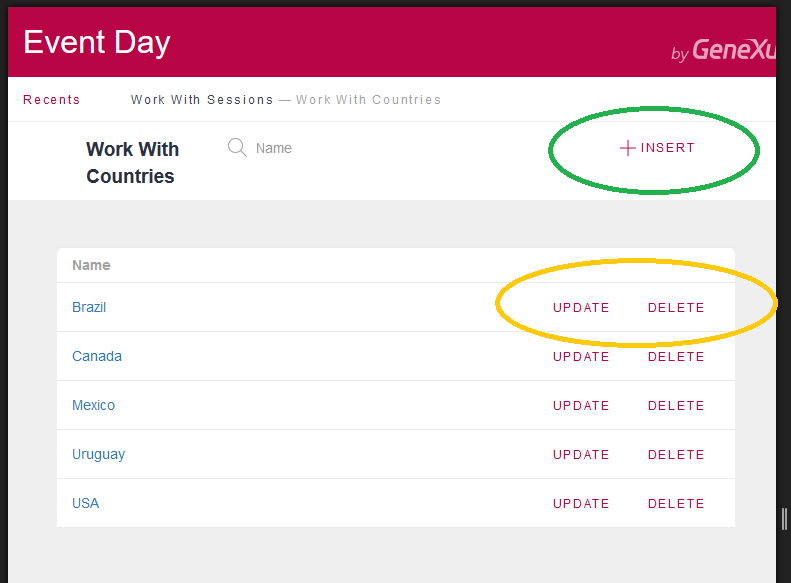 Event Day
by GeneXu
Recents Work With Sessions — Work With Countries
Work With
Countries
Name
INSERT
Name
Brazil UPDATE DELETE
Canada UPDATE DELETE
Mexico UPDATE DELETE
Uruguay UPDATE DELETE
USA UPDATE DELETE